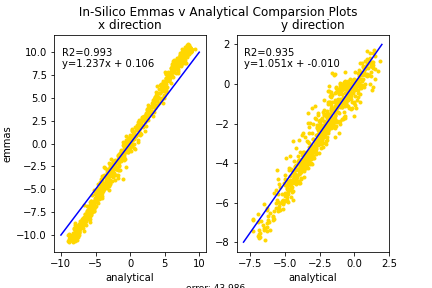 In-Silico Emmas v Analytical Comparsion Plots
x direction
y direction
R2=0.993
y=1.237x + 0.106
R2=0.935
y=1.051x + -0.010
emmas
10.0
7.5
5.0
2.5
0.0
−2.5
−5.0
−7.5
−10.0
−10
−5
0
5
10
analytical
2
0
−2
−4
−6
−8
−7.5
−5.0
−2.5
0.0
2.5
analytical
error: 43.986